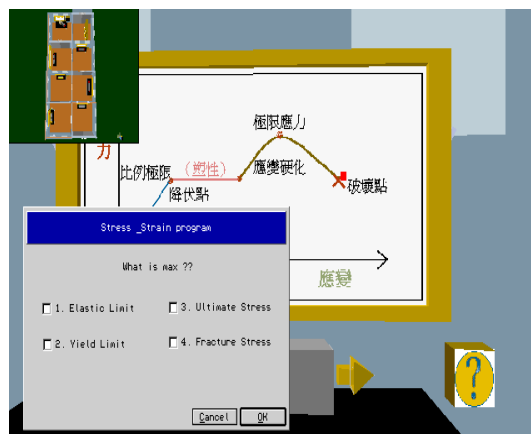 極限應力
力
比例極限
(塑性)
應變硬化
降伏點
破壞點
應變
Stress _Strain program
What is max ??
1. Elastic Limit
3. Ultimate Stress
2. Yield Limit
4. Fracture Stress
Cancel
OK
?